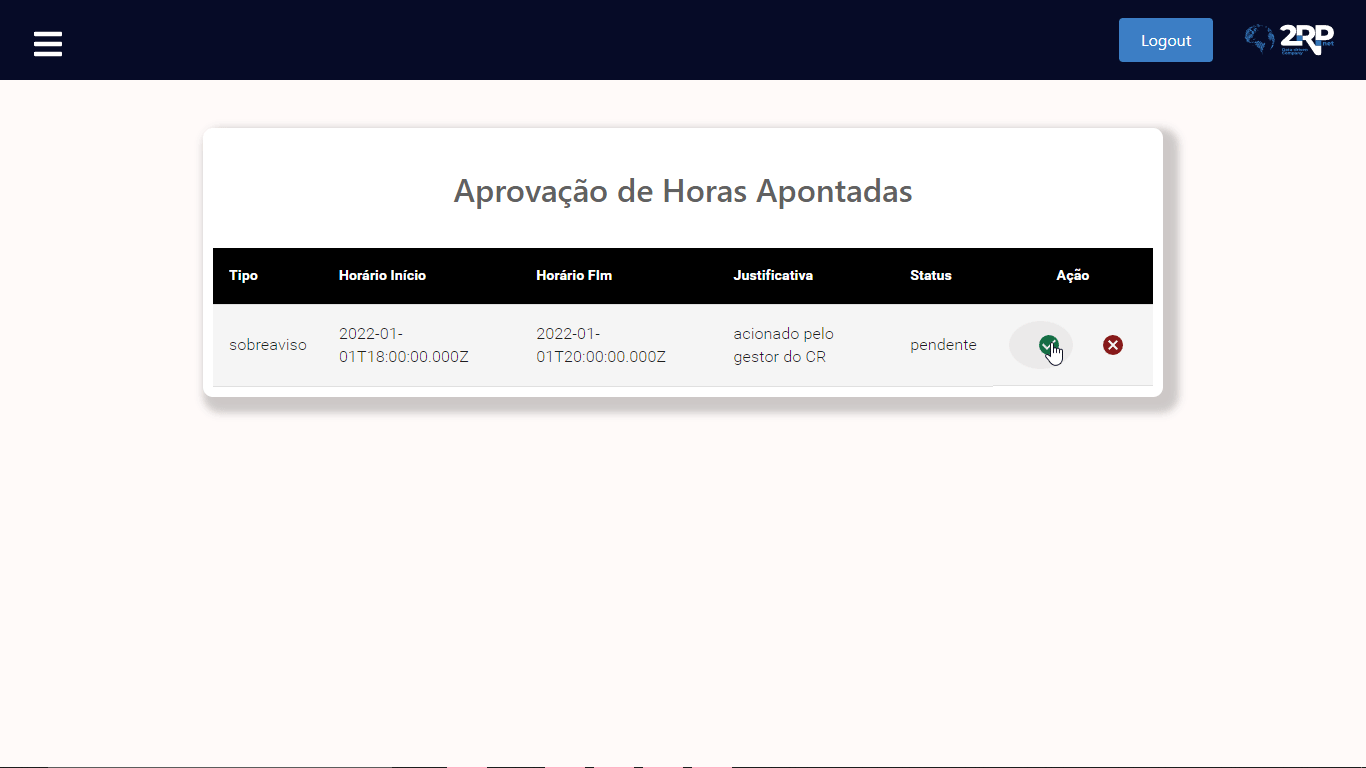 Logout
2RP
net
Aprovação de Horas Apontadas
Tipo Horário Início Horário FIm Justificativa Status Ação
sobreaviso 2022-01- 2022-01- acionado pelo pendente
01T18:00:00.000Z 01T20:00:00.000Z gestor do CR